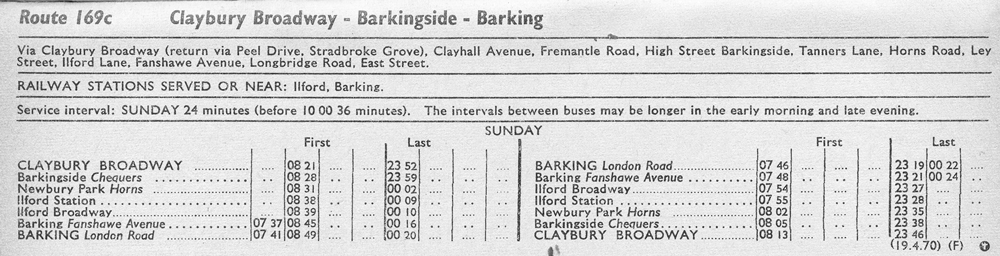 Route 169c Claybury Broadway - Barkingside - Barking
Via Claybury Broadway (return via Peel Drive, Stradbroke Grove), Clayhall Avenue, Fremantle Road, High Street Barkingside, Tanners Lane, Horns Road, Ley
Street, Ilford Lane, Fanshawe Avenue, Longbridge Road, East Street.
RAILWAY STATIONS SERVED OR NEAR: Ilford, Barking.
Service interval: SUNDAY 24 minutes (before 10 00 36 minutes). The intervals between buses may be longer in the early morning and late evening.
SUNDAY
First Last
CLAYBURY BROADWAY .... 08 21 .... 23 52
Barkingside Chequers .... 08 28 .... 23 59
Newbury Park Horns .... 08 31 .... 00 02
Ilford Station .... 08 38 .... 00 09
Ilford Broadway .... 08 39 .... 00 10
Barking Fanshawe Avenue .... 07 37 08 45 .... 00 16
BARKING London Road .... 07 41 08 49 .... 00 20
First Last
BARKING London Road .... 07 46 .... 23 19 00 22
Barking Fanshawe Avenue .... 07 48 .... 23 21 00 24
Ilford Broadway .... 07 54 .... 23 27
Ilford Station .... 07 55 .... 23 28
Newbury Park Horns .... 08 02 .... 23 35
Barkingside Chequers .... 08 05 .... 23 38
CLAYBURY BROADWAY .... 08 13 .... 23 46
(19.4.70) (F) T